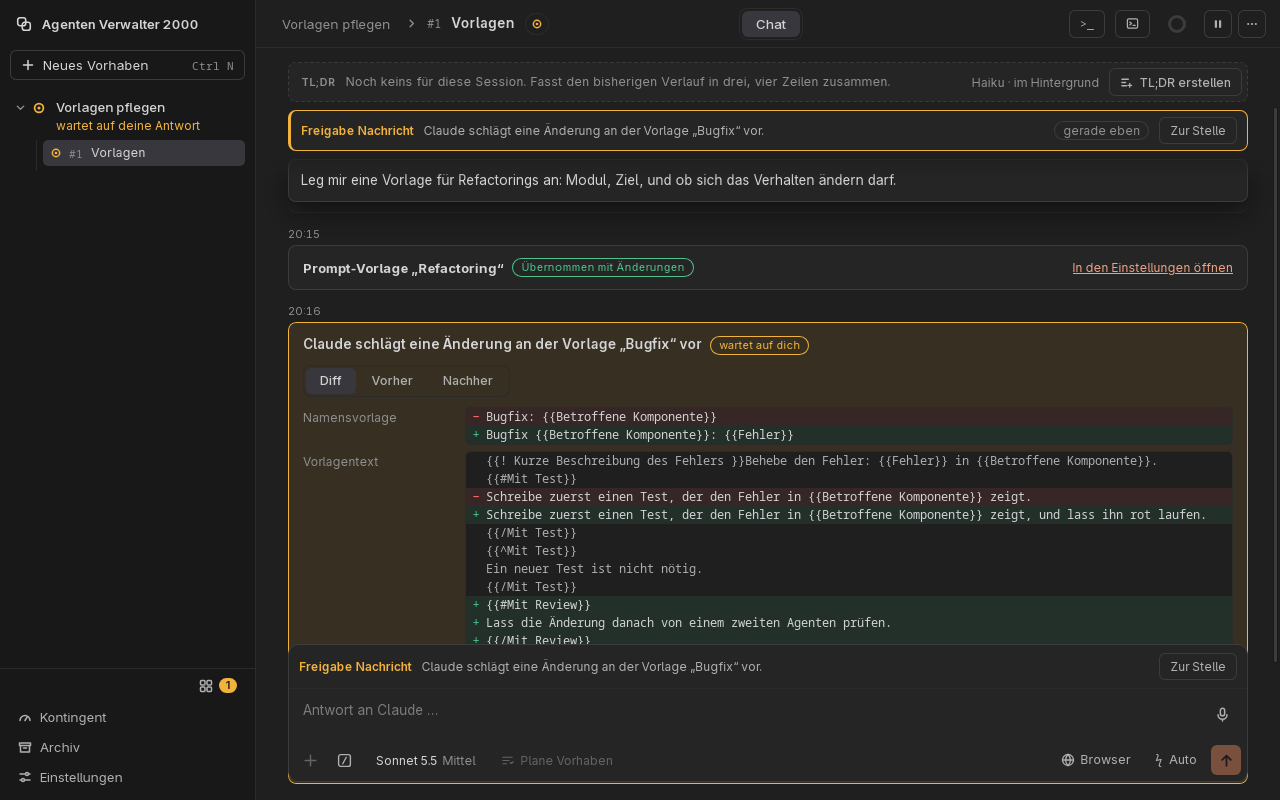 Agenten Verwalter 2000
Neues Vorhaben Ctrl N
Vorlagen pflegen
wartet auf deine Antwort
#1 Vorlagen
1
Kontingent
Archiv
Einstellungen
Vorlagen pflegen #1 Vorlagen Chat >_
TL;DR Noch keins für diese Session. Fasst den bisherigen Verlauf in drei, vier Zeilen zusammen. Haiku · im Hintergrund TL;DR erstellen
Freigabe Nachricht Claude schlägt eine Änderung an der Vorlage „Bugfix“ vor. gerade eben Zur Stelle
Leg mir eine Vorlage für Refactorings an: Modul, Ziel, und ob sich das Verhalten ändern darf.
20:15
Prompt-Vorlage „Refactoring“ Übernommen mit Änderungen In den Einstellungen öffnen
20:16
Claude schlägt eine Änderung an der Vorlage „Bugfix“ vor wartet auf dich
Diff Vorher Nachher
Namensvorlage
− Bugfix: {{Betroffene Komponente}}
+ Bugfix {{Betroffene Komponente}}: {{Fehler}}
Vorlagentext
{{! Kurze Beschreibung des Fehlers }}Behebe den Fehler: {{Fehler}} in {{Betroffene Komponente}}.
{{#Mit Test}}
− Schreibe zuerst einen Test, der den Fehler in {{Betroffene Komponente}} zeigt.
+ Schreibe zuerst einen Test, der den Fehler in {{Betroffene Komponente}} zeigt, und lass ihn rot laufen.
{{/Mit Test}}
{{^Mit Test}}
Ein neuer Test ist nicht nötig.
{{/Mit Test}}
+ {{#Mit Review}}
+ Lass die Änderung danach von einem zweiten Agenten prüfen.
+ {{/Mit Review}}
Freigabe Nachricht Claude schlägt eine Änderung an der Vorlage „Bugfix“ vor. Zur Stelle
Antwort an Claude …
Sonnet 5.5 Mittel Plane Vorhaben Browser Auto